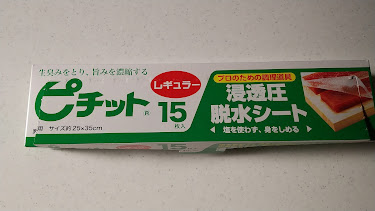 生臭みをとり、旨みを濃縮する
ピチット®
レギュラー
15
枚入
サイズ約25×35cm
プロのための調理道具
浸透圧
脱水シート
塩を使わず、身をしめる